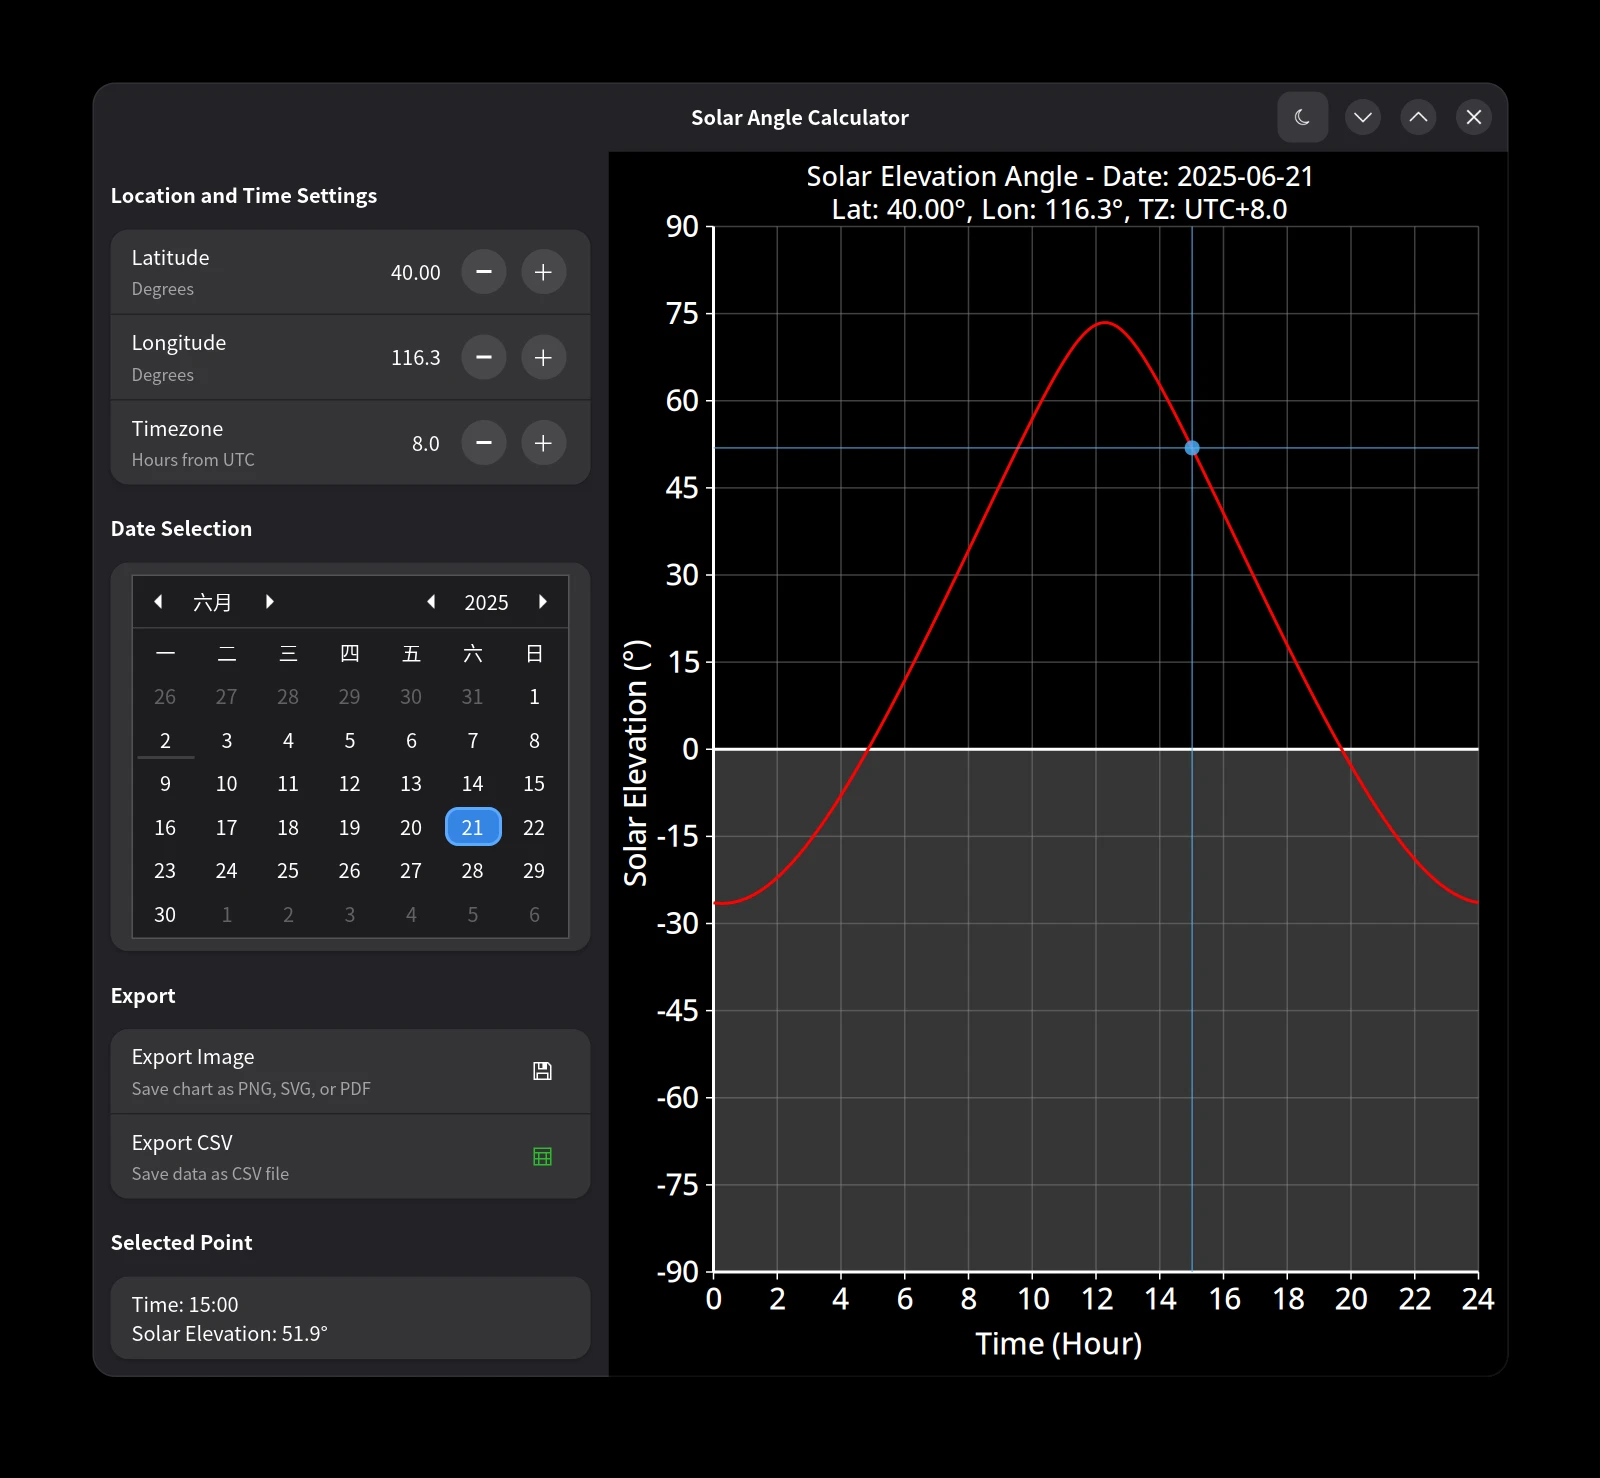 Solar Angle Calculator
Location and Time Settings
Latitude
Degrees
40.00
Longitude
Degrees
116.3
Timezone
Hours from UTC
8.0
Date Selection
六月 2025
一 二 三 四 五 六 日
26 27 28 29 30 31 1
2 3 4 5 6 7 8
9 10 11 12 13 14 15
16 17 18 19 20 21 22
23 24 25 26 27 28 29
30 1 2 3 4 5 6
Export
Export Image
Save chart as PNG, SVG, or PDF
Export CSV
Save data as CSV file
Selected Point
Time: 15:00
Solar Elevation: 51.9°
Solar Elevation Angle - Date: 2025-06-21
Lat: 40.00°, Lon: 116.3°, TZ: UTC+8.0
Solar Elevation (°)
90
75
60
45
30
15
0
-15
-30
-45
-60
-75
-90
0 2 4 6 8 10 12 14 16 18 20 22 24
Time (Hour)